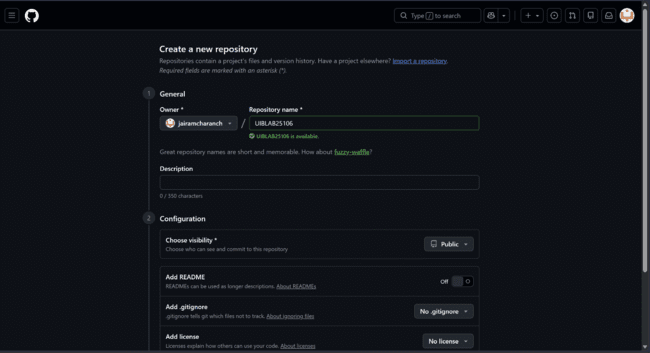 Type / to search
Create a new repository
Repositories contain a project's files and version history. Have a project elsewhere? Import a repository.
Required fields are marked with an asterisk (*).
1
General
Owner *
Repository name *
jairamcharanch
/
UIBLAB25106
UIBLAB25106 is available.
Great repository names are short and memorable. How about fuzzy-waffle?
Description
0 / 350 characters
2
Configuration
Choose visibility *
Choose who can see and commit to this repository
Public
Add README
READMEs can be used as longer descriptions. About READMEs
Off
Add .gitignore
.gitignore tells git which files not to track. About ignoring files
No .gitignore
Add license
Licenses explain how others can use your code. About licenses
No license